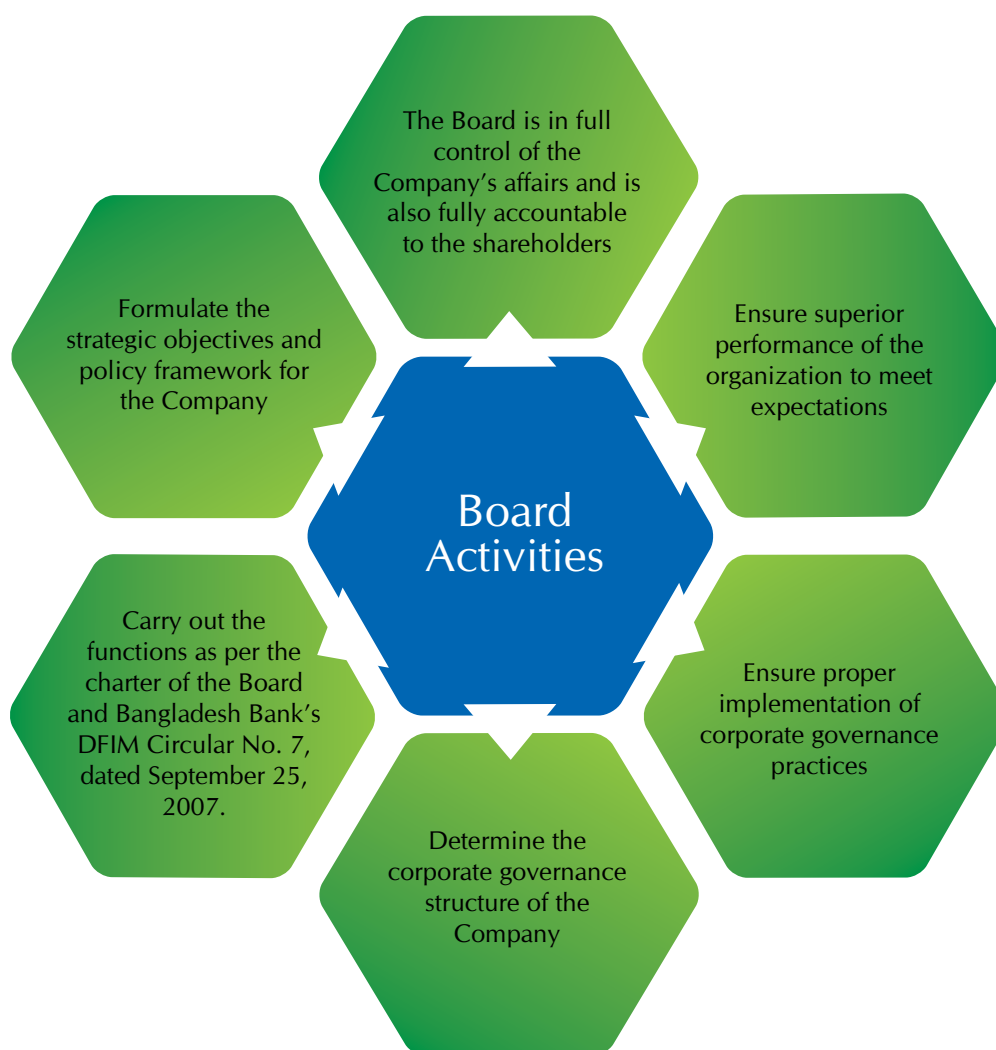 The Board is in full
control of the
Company’s affairs and is
also fully accountable
to the shareholders
Ensure superior
performance of the
organization to meet
expectations
Ensure proper
implementation of
corporate governance
practices
Determine the
corporate governance
structure of the
Company
Carry out the
functions as per the
charter of the Board
and Bangladesh Bank’s
DFIM Circular No. 7,
dated September 25,
2007.
Formulate the
strategic objectives and
policy framework for
the Company
Board
Activities